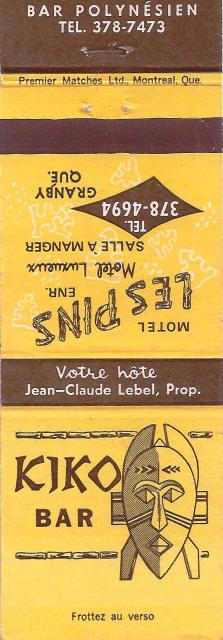 BAR POLYNÉSIEN
TEL. 378-7473
Premier Matches Ltd., Montreal, Que.
MOTEL
LES PINS
ENR.
Motel Luxueux
SALLE À MANGER
TEL.
378-4694
GRANBY
QUE.
Votre hôte
Jean-Claude Lebel, Prop.
KIKO
BAR
Frottez au verso